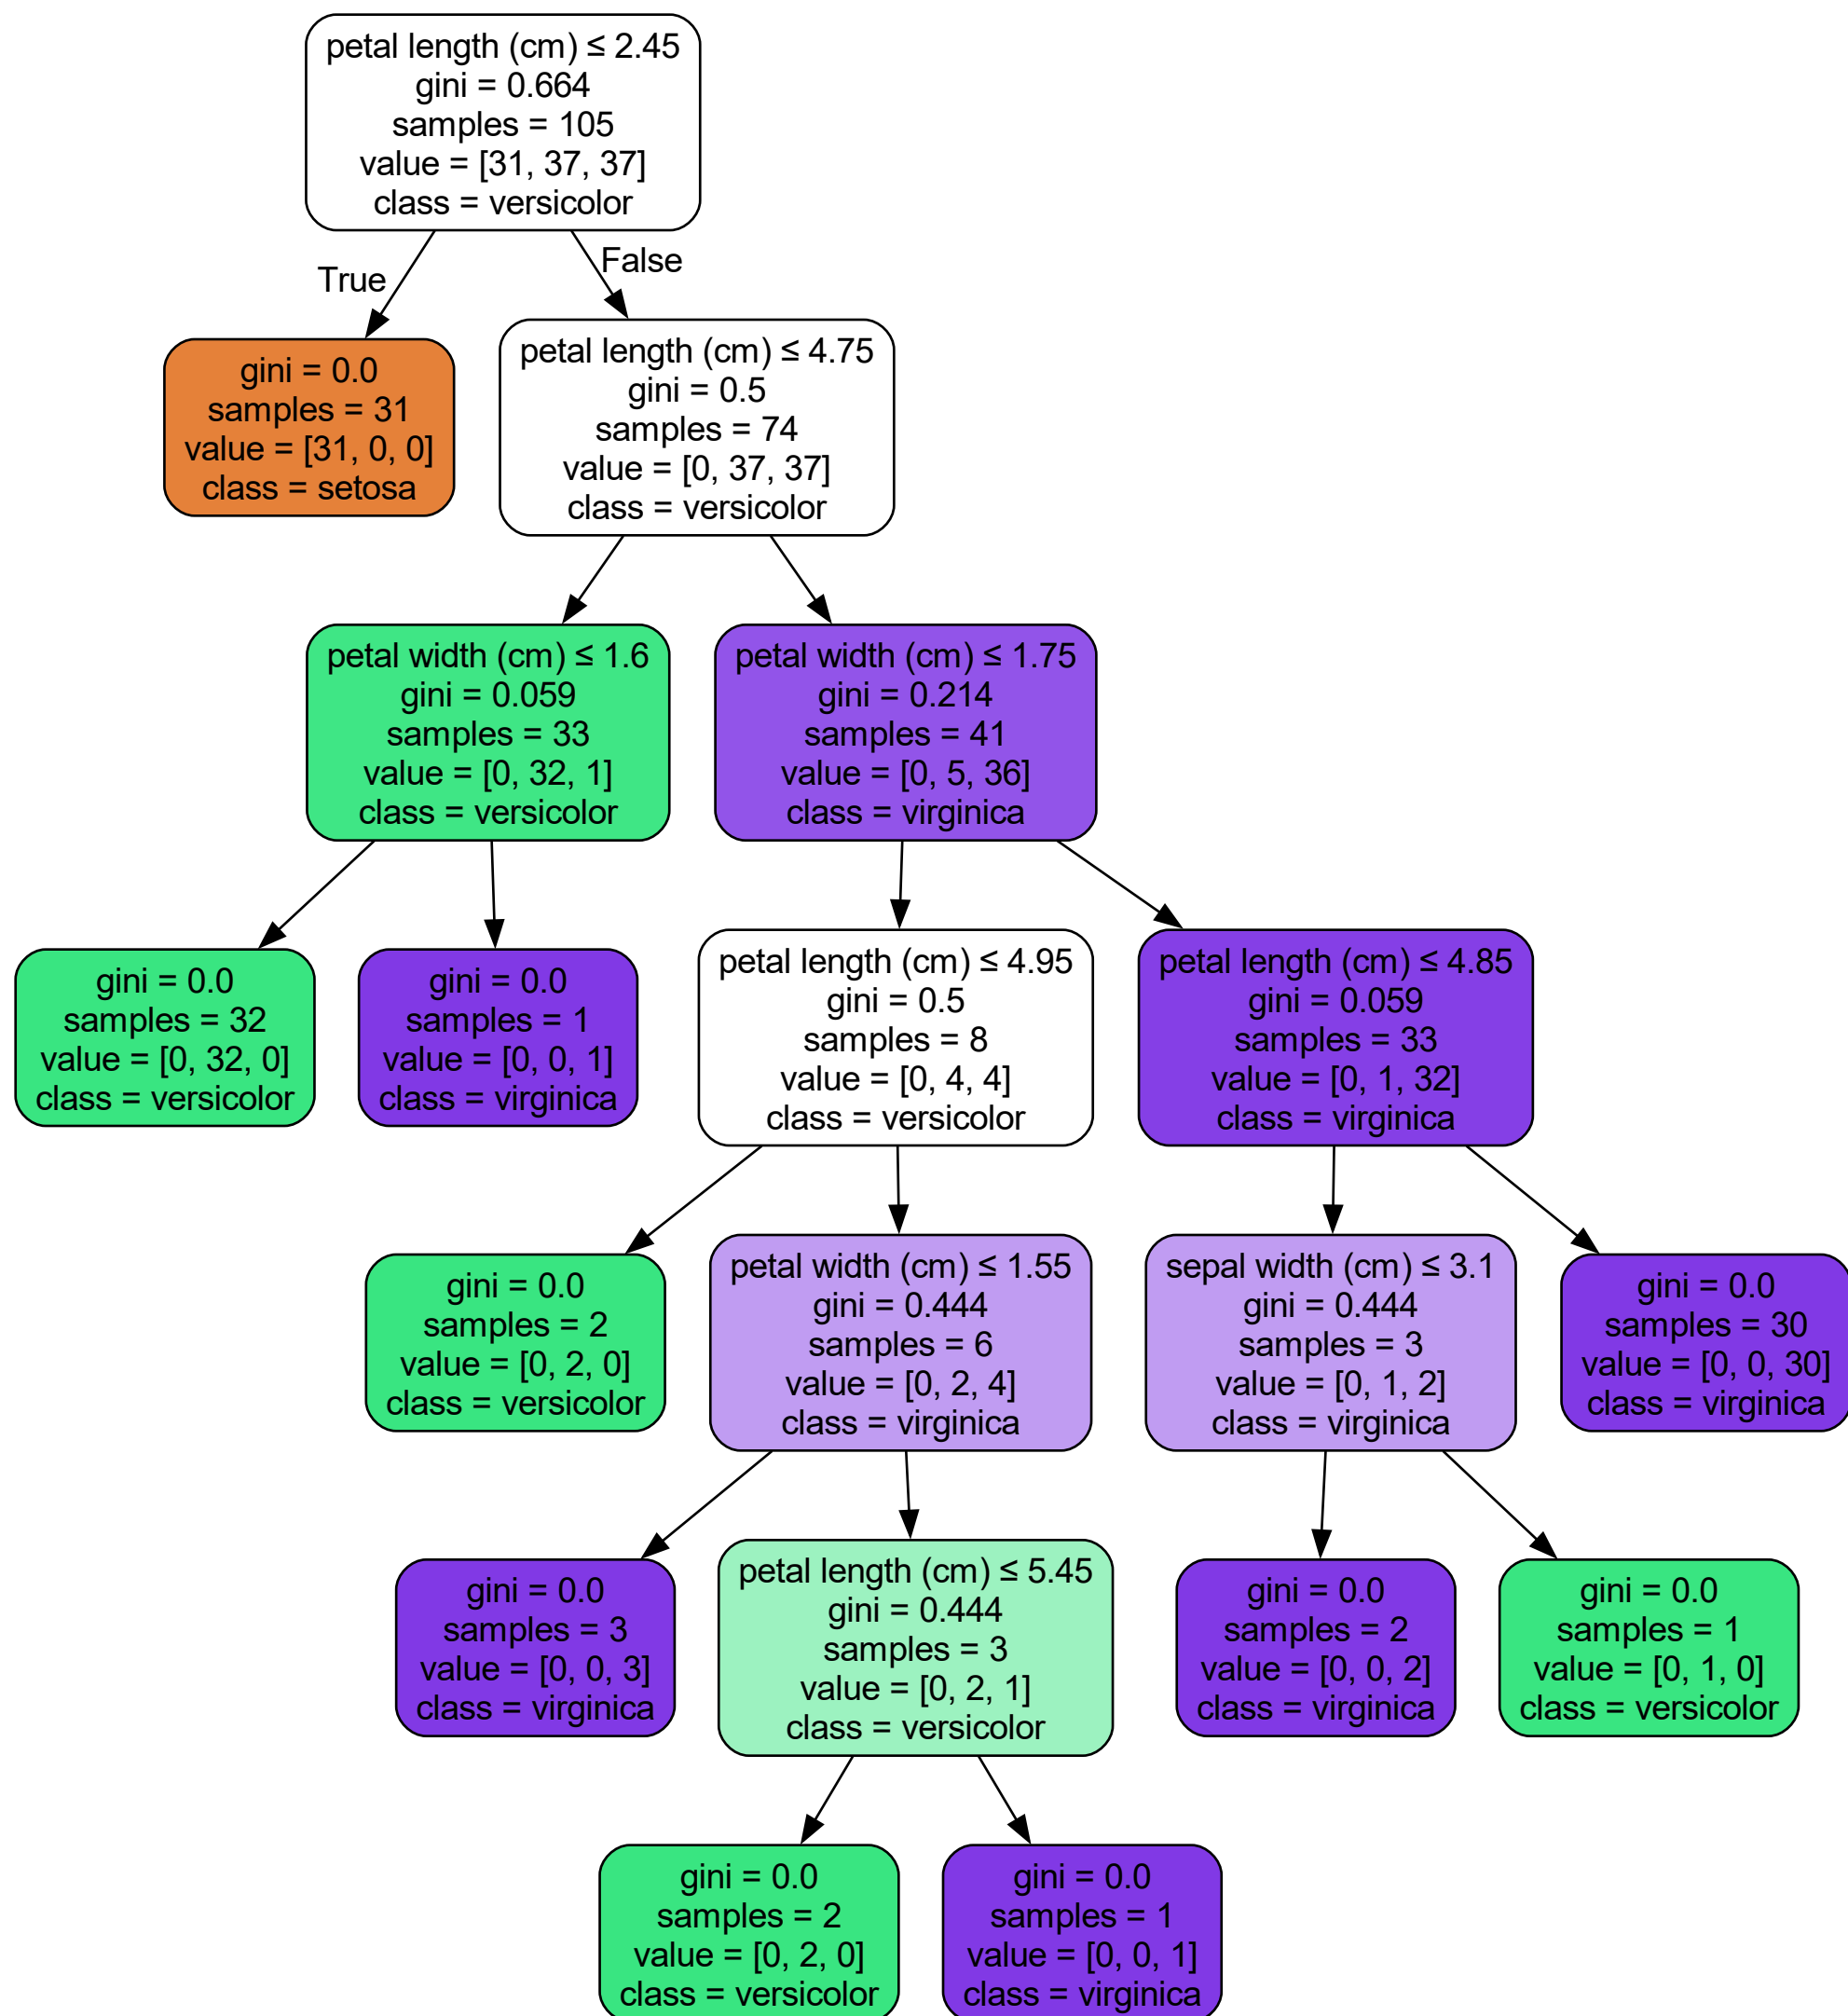 petal length (cm) ≤ 2.45
gini = 0.664
samples = 105
value = [31, 37, 37]
class = versicolor
True
False
gini = 0.0
samples = 31
value = [31, 0, 0]
class = setosa
petal length (cm) ≤ 4.75
gini = 0.5
samples = 74
value = [0, 37, 37]
class = versicolor
petal width (cm) ≤ 1.6
gini = 0.059
samples = 33
value = [0, 32, 1]
class = versicolor
petal width (cm) ≤ 1.75
gini = 0.214
samples = 41
value = [0, 5, 36]
class = virginica
gini = 0.0
samples = 32
value = [0, 32, 0]
class = versicolor
gini = 0.0
samples = 1
value = [0, 0, 1]
class = virginica
petal length (cm) ≤ 4.95
gini = 0.5
samples = 8
value = [0, 4, 4]
class = versicolor
petal length (cm) ≤ 4.85
gini = 0.059
samples = 33
value = [0, 1, 32]
class = virginica
gini = 0.0
samples = 2
value = [0, 2, 0]
class = versicolor
petal width (cm) ≤ 1.55
gini = 0.444
samples = 6
value = [0, 2, 4]
class = virginica
sepal width (cm) ≤ 3.1
gini = 0.444
samples = 3
value = [0, 1, 2]
class = virginica
gini = 0.0
samples = 30
value = [0, 0, 30]
class = virginica
gini = 0.0
samples = 3
value = [0, 0, 3]
class = virginica
petal length (cm) ≤ 5.45
gini = 0.444
samples = 3
value = [0, 2, 1]
class = versicolor
gini = 0.0
samples = 2
value = [0, 0, 2]
class = virginica
gini = 0.0
samples = 1
value = [0, 1, 0]
class = versicolor
gini = 0.0
samples = 2
value = [0, 2, 0]
class = versicolor
gini = 0.0
samples = 1
value = [0, 0, 1]
class = virginica